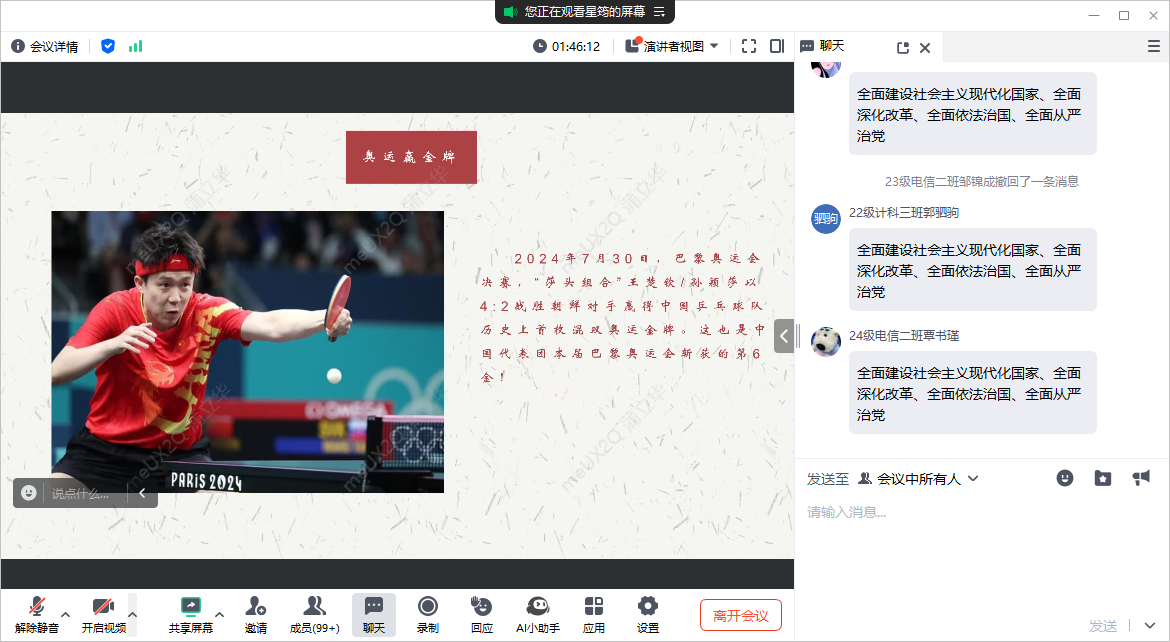 您正在观看星筠的屏幕
会议详情
01:46:12
演讲者视图
聊天
奥运赢金牌
2024年7月30日，巴黎奥运会
决赛，“莎头组合”王楚钦/孙颖莎以
4:2战胜朝鲜对手赢得中国乒乓球队
历史上首枚混双奥运金牌。这也是中
国代表团本届巴黎奥运会斩获的第6
金！
OMEGA
PARIS 2024
meUX2Q 蒲立华
meUX2Q 蒲立华
meUX2Q 蒲立华
meUX2Q 蒲立华
说点什么...
全面建设社会主义现代化国家、全面
深化改革、全面依法治国、全面从严
治党
23级电信二班邹锦成撤回了一条消息
驷驹
22级计科三班郭驷驹
全面建设社会主义现代化国家、全面
深化改革、全面依法治国、全面从严
治党
24级电信二班覃书瑾
全面建设社会主义现代化国家、全面
深化改革、全面依法治国、全面从严
治党
发送至 会议中所有人
请输入消息...
发送
解除静音
开启视频
共享屏幕
邀请
成员(99+)
聊天
录制
回应
AI小助手
应用
设置
离开会议